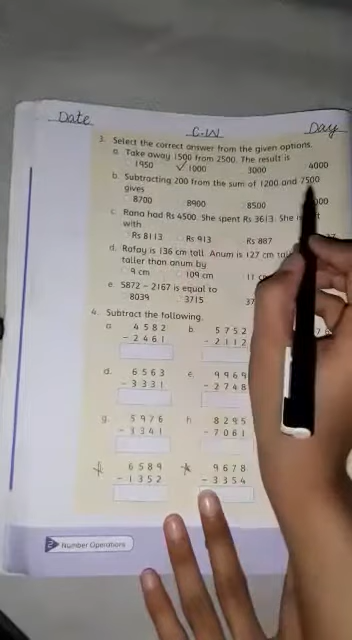 Date C.W Day
3. Select the correct answer from the given options.
a. Take away 1500 from 2500. The result is
1950 1000 3000 4000
b. Subtracting 200 from the sum of 1200 and 7500
gives
8700 8900 8500
c. Rana had Rs 4500. She spent Rs 3613. She is
with
Rs 8113 Rs 913 Rs 887
d. Rafay is 136 cm tall. Anum is 127 cm
taller than anum by
9 cm 109 cm 11
e. 5872 – 2167 is equal to
8039 3715
4. Subtract the following.
a. 4 5 8 2 b. 5 7 5 2
– 2 4 6 1 – 2 1 1 2
d. 6 5 6 3 e. 9 9 6 9
– 3 3 3 1 – 2 7 4 8
g. 5 9 7 6 h. 8 2 9 5
– 3 3 4 1 – 7 0 6 1
6 5 8 9 9 6 7 8
– 1 3 5 2 – 3 3 5 4
2 Number Operations